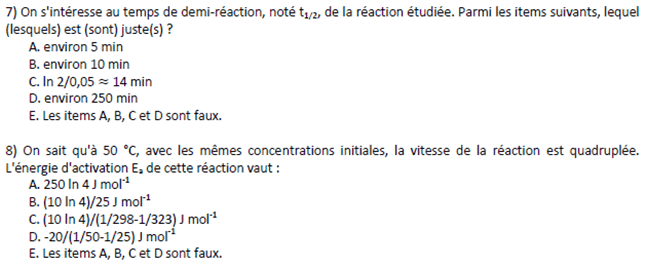 7) On s'intéresse au temps de demi-réaction, noté t1/2, de la réaction étudiée. Parmi les items suivants, lequel
(lesquels) est (sont) juste(s) ?
A. environ 5 min
B. environ 10 min
C. ln 2/0,05 ≈ 14 min
D. environ 250 min
E. Les items A, B, C et D sont faux.
8) On sait qu'à 50 °C, avec les mêmes concentrations initiales, la vitesse de la réaction est quadruplée.
L'énergie d'activation Ea de cette réaction vaut :
A. 250 ln 4 J mol-1
B. (10 ln 4)/25 J mol-1
C. (10 ln 4)/(1/298-1/323) J mol-1
D. -20/(1/50-1/25) J mol-1
E. Les items A, B, C et D sont faux.